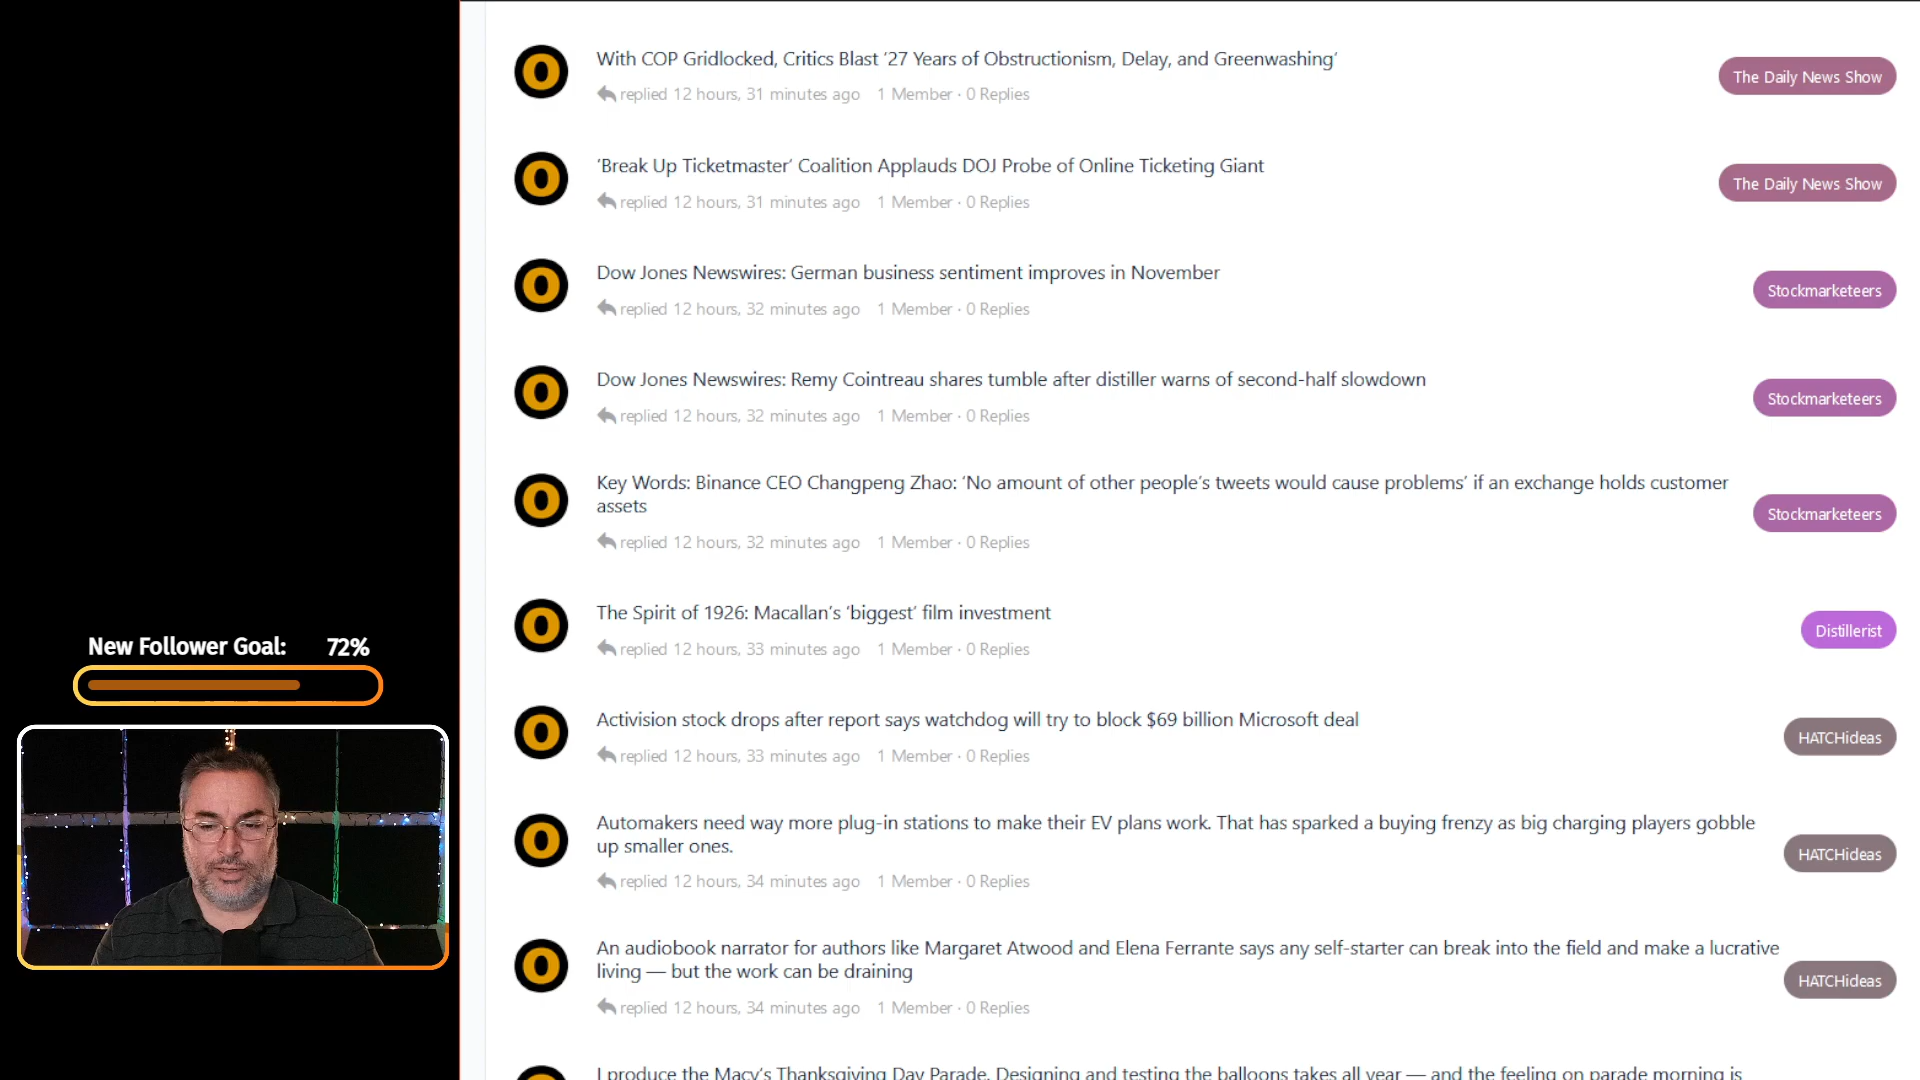 With COP Gridlocked, Critics Blast ‘27 Years of Obstructionism, Delay, and Greenwashing’
replied 12 hours, 31 minutes ago 1 Member · 0 Replies
The Daily News Show
‘Break Up Ticketmaster’ Coalition Applauds DOJ Probe of Online Ticketing Giant
replied 12 hours, 31 minutes ago 1 Member · 0 Replies
The Daily News Show
Dow Jones Newswires: German business sentiment improves in November
replied 12 hours, 32 minutes ago 1 Member · 0 Replies
Stockmarketeers
Dow Jones Newswires: Remy Cointreau shares tumble after distiller warns of second-half slowdown
replied 12 hours, 32 minutes ago 1 Member · 0 Replies
Stockmarketeers
Key Words: Binance CEO Changpeng Zhao: ‘No amount of other people’s tweets would cause problems’ if an exchange holds customer
assets
replied 12 hours, 32 minutes ago 1 Member · 0 Replies
Stockmarketeers
The Spirit of 1926: Macallan’s ‘biggest’ film investment
replied 12 hours, 33 minutes ago 1 Member · 0 Replies
Distillerist
Activision stock drops after report says watchdog will try to block $69 billion Microsoft deal
replied 12 hours, 33 minutes ago 1 Member · 0 Replies
HATCHideas
Automakers need way more plug-in stations to make their EV plans work. That has sparked a buying frenzy as big charging players gobble
up smaller ones.
replied 12 hours, 34 minutes ago 1 Member · 0 Replies
HATCHideas
An audiobook narrator for authors like Margaret Atwood and Elena Ferrante says any self-starter can break into the field and make a lucrative
living — but the work can be draining
replied 12 hours, 34 minutes ago 1 Member · 0 Replies
HATCHideas
I produce the Macy’s Thanksgiving Day Parade. Designing and testing the balloons takes all year — and the feeling on parade morning is
New Follower Goal: 72%